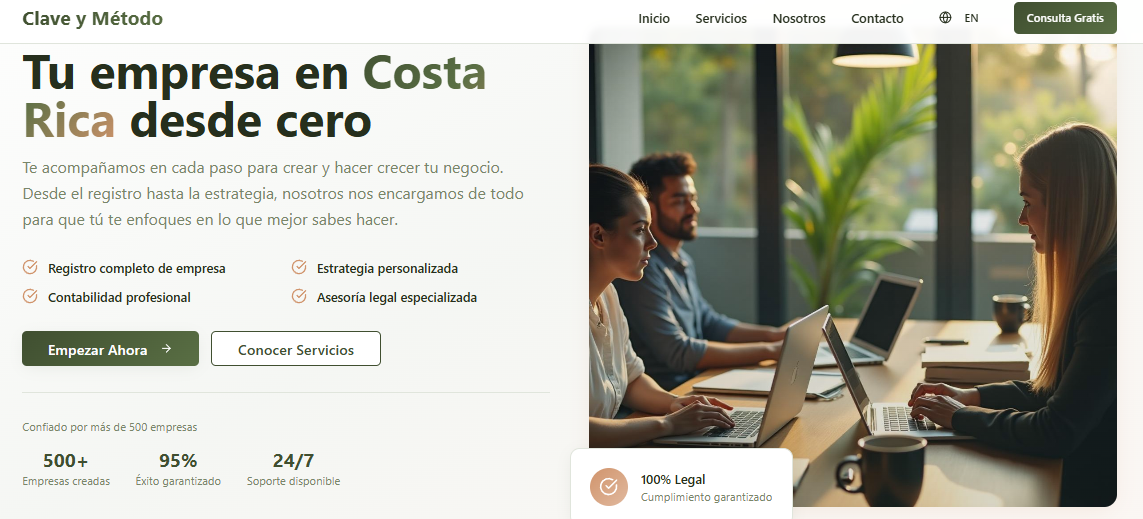 Clave y Método
Inicio
Servicios
Nosotros
Contacto
EN
Consulta Gratis
Tu empresa en Costa
Rica desde cero
Te acompañamos en cada paso para crear y hacer crecer tu negocio.
Desde el registro hasta la estrategia, nosotros nos encargamos de todo
para que tú te enfoques en lo que mejor sabes hacer.
Registro completo de empresa
Estrategia personalizada
Contabilidad profesional
Asesoría legal especializada
Empezar Ahora
Conocer Servicios
Confiado por más de 500 empresas
500+
95%
24/7
Empresas creadas
Éxito garantizado
Soporte disponible
100% Legal
Cumplimiento garantizado